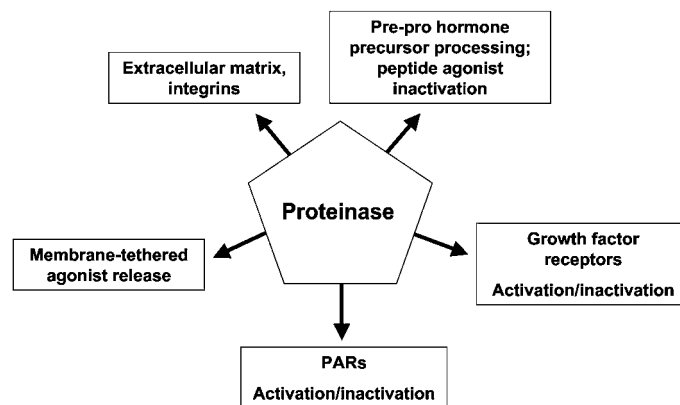 Pre-pro hormone
precursor processing;
peptide agonist
inactivation
Extracellular matrix,
integrins
Proteinase
Membrane-tethered
agonist release
Growth factor
receptors
Activation/inactivation
PARs
Activation/inactivation